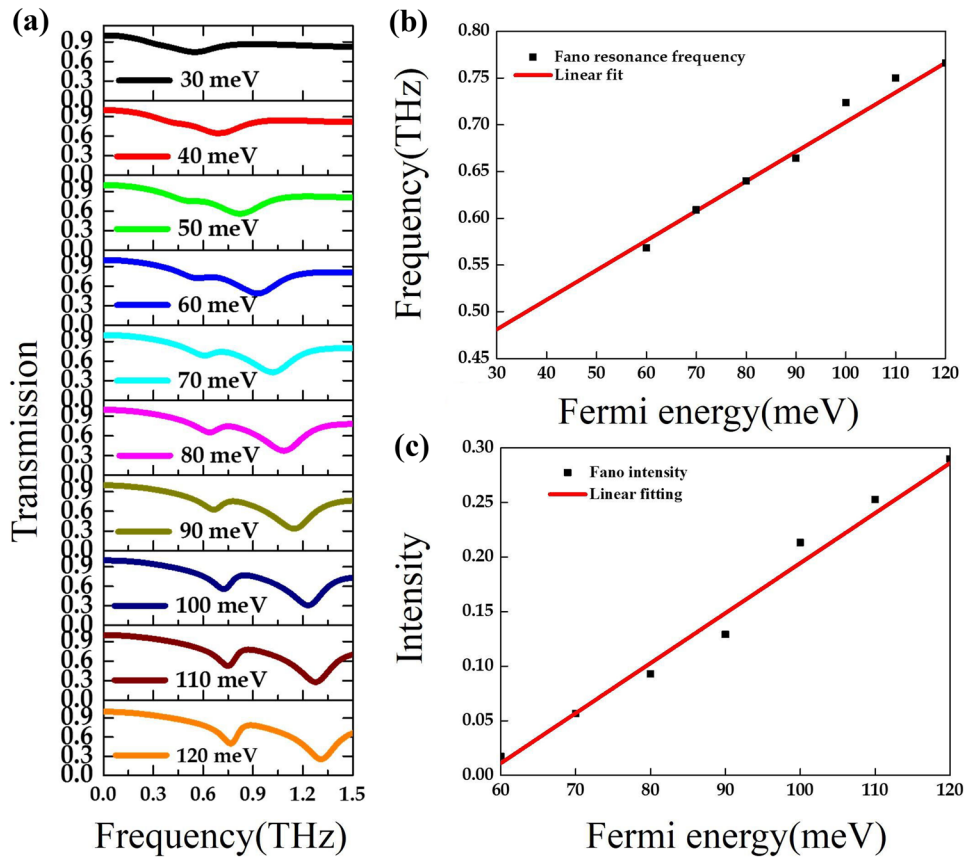 (a)
Transmission
0.9
0.6
0.3
0.0
30 meV
0.9
0.6
0.3
0.0
40 meV
0.9
0.6
0.3
0.0
50 meV
0.9
0.6
0.3
0.0
60 meV
0.9
0.6
0.3
0.0
70 meV
0.9
0.6
0.3
0.0
80 meV
0.9
0.6
0.3
0.0
90 meV
0.9
0.6
0.3
0.0
100 meV
0.9
0.6
0.3
0.0
110 meV
0.9
0.6
0.3
0.0
120 meV
0.0 0.3 0.6 0.9 1.2 1.5
Frequency(THz)
(b)
Frequency(THz)
0.80
0.75
0.70
0.65
0.60
0.55
0.50
0.45
Fano resonance frequency
Linear fit
30 40 50 60 70 80 90 100 110 120
Fermi energy(meV)
(c)
Intensity
0.30
0.25
0.20
0.15
0.10
0.05
0.00
Fano intensity
Linear fitting
60 70 80 90 100 110 120
Fermi energy(meV)